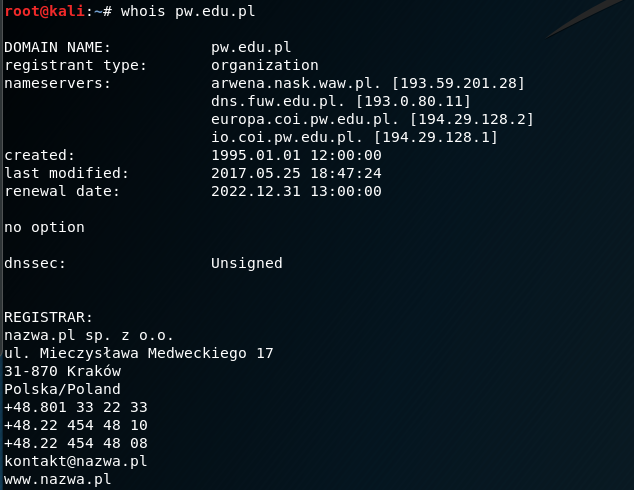 root@kali:~# whois pw.edu.pl
DOMAIN NAME: pw.edu.pl
registrant type: organization
nameservers: arwena.nask.waw.pl. [193.59.201.28]
dns.fuw.edu.pl. [193.0.80.11]
europa.coi.pw.edu.pl. [194.29.128.2]
io.coi.pw.edu.pl. [194.29.128.1]
created: 1995.01.01 12:00:00
last modified: 2017.05.25 18:47:24
renewal date: 2022.12.31 13:00:00
no option
dnssec: Unsigned
REGISTRAR:
nazwa.pl sp. z o.o.
ul. Mieczysława Medweckiego 17
31-870 Kraków
Polska/Poland
+48.801 33 22 33
+48.22 454 48 10
+48.22 454 48 08
kontakt@nazwa.pl
www.nazwa.pl